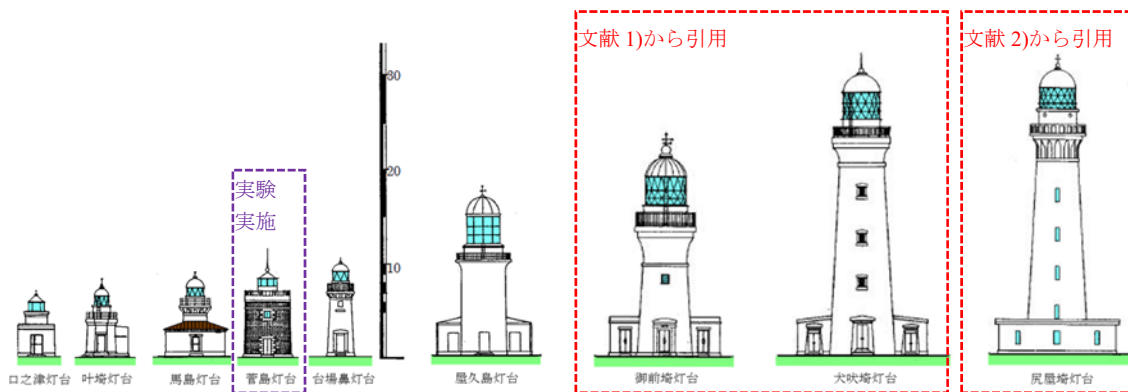 文献 1)から引用
文献 2)から引用
実験
実施
30
20
10
口之津灯台
叶埼灯台
馬島灯台
菅島灯台
台場鼻灯台
屋久島灯台
御前埼灯台
犬吠埼灯台
尻屋埼灯台